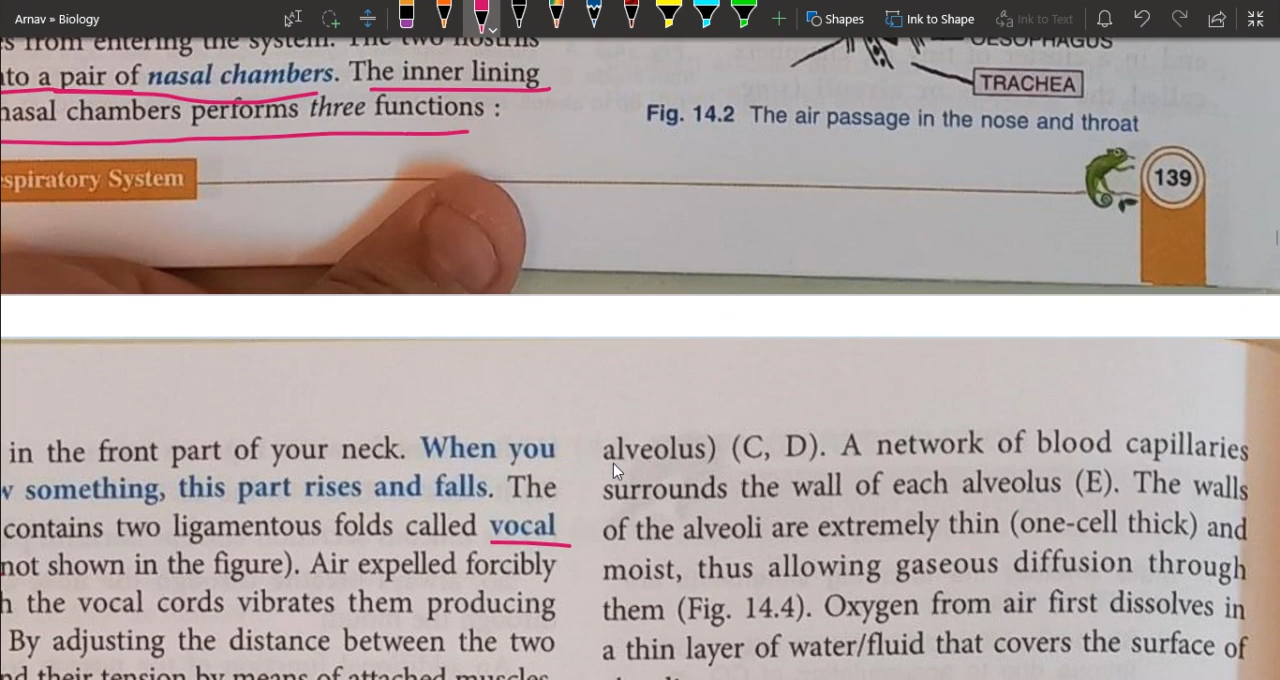 Arnav » Biology
Shapes
Ink to Shape
Ink to Text
from entering the system. The two nostrils
to a pair of nasal chambers. The inner lining
nasal chambers performs three functions :
OESOPHAGUS
TRACHEA
Fig. 14.2 The air passage in the nose and throat
spiratory System
139
in the front part of your neck. When you
something, this part rises and falls. The
contains two ligamentous folds called vocal
not shown in the figure). Air expelled forcibly
the vocal cords vibrates them producing
By adjusting the distance between the two
their tension by means of attached muscles
alveolus) (C, D). A network of blood capillaries
surrounds the wall of each alveolus (E). The walls
of the alveoli are extremely thin (one-cell thick) and
moist, thus allowing gaseous diffusion through
them (Fig. 14.4). Oxygen from air first dissolves in
a thin layer of water/fluid that covers the surface of